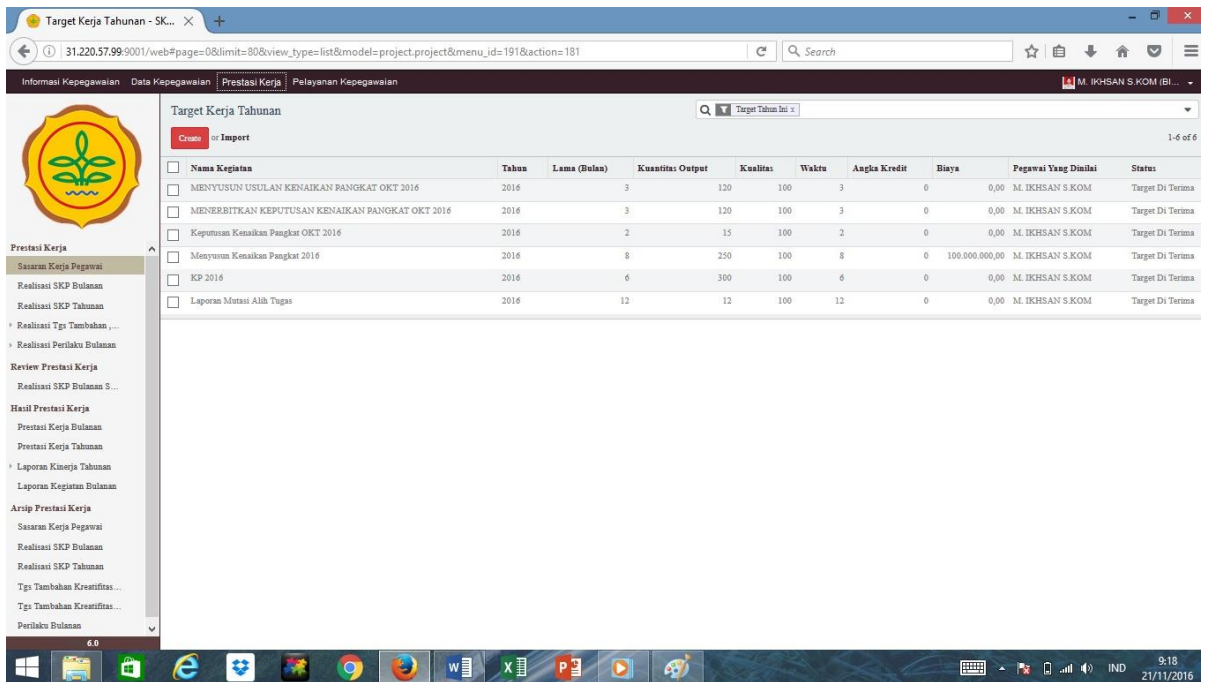 Target Kerja Tahunan - SK...
31.220.57.99:9001/web#page=0&limit=80&view_type=list&model=project.project&menu_id=191&action=181
Search
Informasi Kepegawaian Data Kepegawaian Prestasi Kerja Pelayanan Kepegawaian M. IKHSAN S.KOM (BI...
Target Kerja Tahunan
Target Tahun Ini x
Create or Import
1-6 of 6
Nama Kegiatan Tahun Lama (Bulan) Kuantitas Output Kualitas Waktu Angka Kredit Biaya Pegawai Yang Dinilai Status
MENYUSUN USULAN KENAIKAN PANGKAT OKT 2016 2016 3 120 100 3 0 0,00 M. IKHSAN S.KOM Target Di Terima
MENERBITKAN KEPUTUSAN KENAIKAN PANGKAT OKT 2016 2016 3 120 100 3 0 0,00 M. IKHSAN S.KOM Target Di Terima
Keputusan Kenaikan Pangkat OKT 2016 2016 2 15 100 2 0 0,00 M. IKHSAN S.KOM Target Di Terima
Menyusun Kenaikan Pangkat 2016 2016 8 250 100 8 0 100.000.000,00 M. IKHSAN S.KOM Target Di Terima
KP 2016 2016 6 300 100 6 0 0,00 M. IKHSAN S.KOM Target Di Terima
Laporan Mutasi Alih Tugas 2016 12 12 100 12 0 0,00 M. IKHSAN S.KOM Target Di Terima
Prestasi Kerja
Sasaran Kerja Pegawai
Realisasi SKP Bulanan
Realisasi SKP Tahunan
Realisasi Tgs Tambahan ,...
Realisasi Perilaku Bulanan
Review Prestasi Kerja
Realisasi SKP Bulanan S...
Hasil Prestasi Kerja
Prestasi Kerja Bulanan
Prestasi Kerja Tahunan
Laporan Kinerja Tahunan
Laporan Kegiatan Bulanan
Arsip Prestasi Kerja
Sasaran Kerja Pegawai
Realisasi SKP Bulanan
Realisasi SKP Tahunan
Tgs Tambahan Kreatifitas...
Tgs Tambahan Kreatifitas...
Perilaku Bulanan
6.0
IND
9:18
21/11/2016